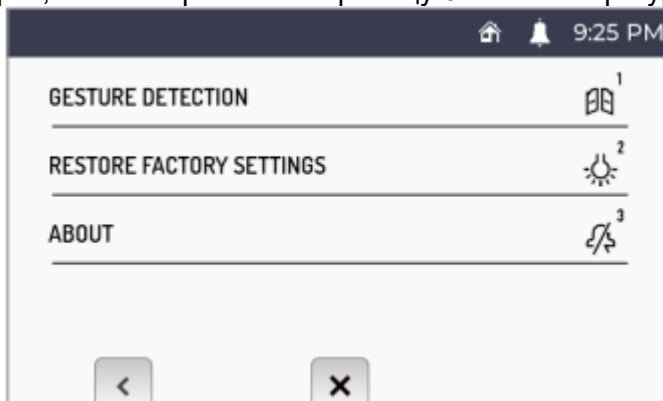 9:25 PM
GESTURE DETECTION 1
RESTORE FACTORY SETTINGS 2
ABOUT 3